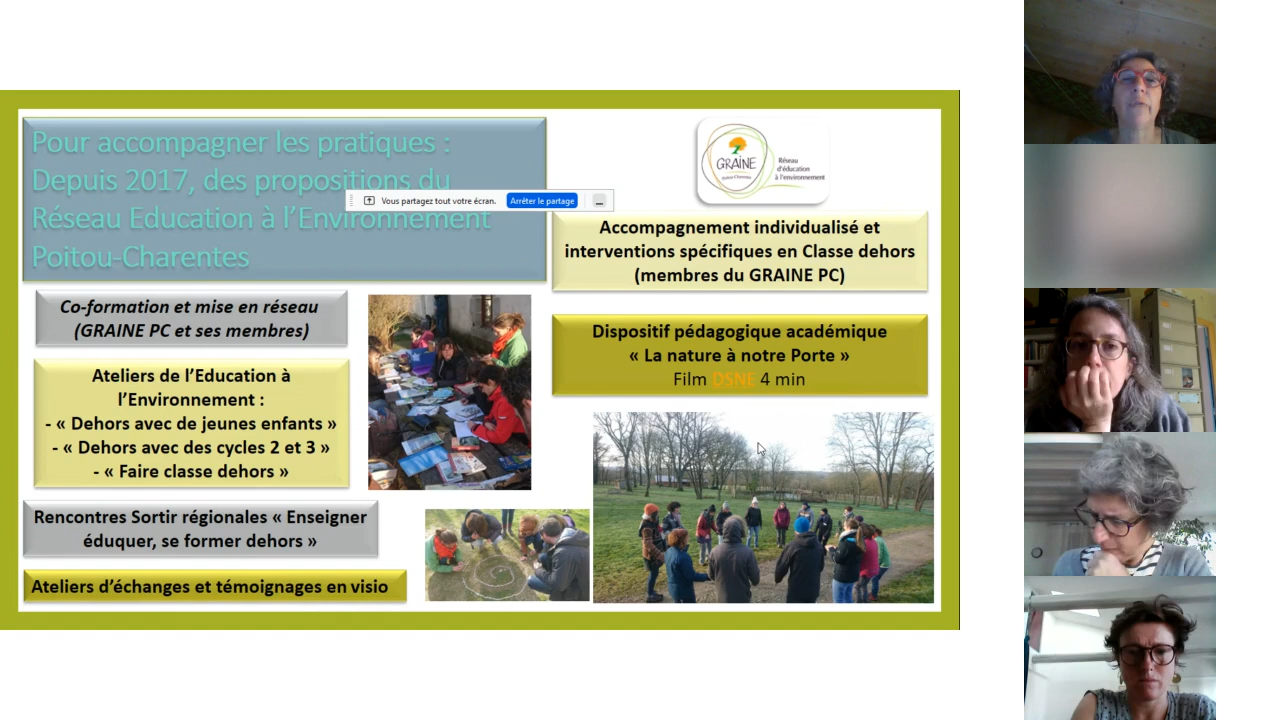 Pour accompagner les pratiques :
Depuis 2017, des propositions du
Réseau Education à l'Environnement
Poitou-Charentes
Vous partagez tout votre écran.
Arrêter le partage
GRAINE
Poitou-Charentes
Réseau
d'éducation
à l'environnement
Accompagnement individualisé et
interventions spécifiques en Classe dehors
(membres du GRAINE PC)
Co-formation et mise en réseau
(GRAINE PC et ses membres)
Dispositif pédagogique académique
« La nature à notre Porte »
Film DSNE 4 min
Ateliers de l'Education à
l'Environnement :
- « Dehors avec de jeunes enfants »
- « Dehors avec des cycles 2 et 3 »
- « Faire classe dehors »
Rencontres Sortir régionales « Enseigner
éduquer, se former dehors »
Ateliers d'échanges et témoignages en visio